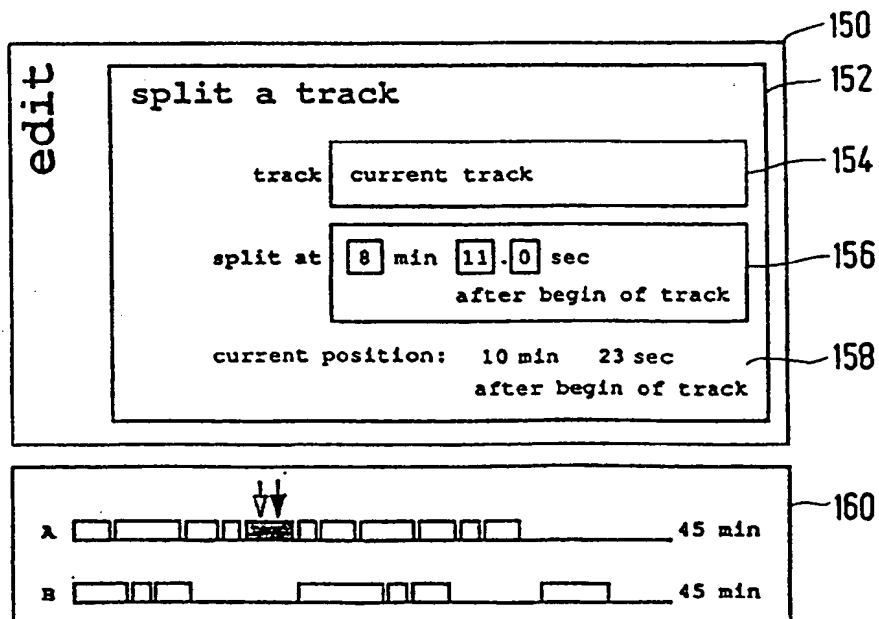 150
edit
split a track
152
track current track
154
split at 8 min 11.0 sec
after begin of track
156
current position: 10 min 23 sec
after begin of track
158
160
A 45 min
B 45 min